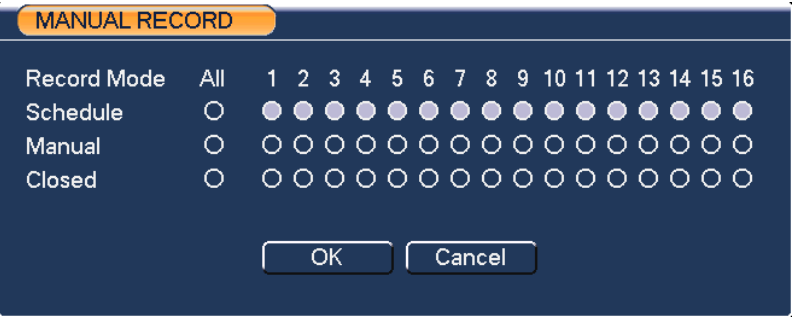 MANUAL RECORD
Record Mode All 1 2 3 4 5 6 7 8 9 10 11 12 13 14 15 16
Schedule
Manual
Closed
OK Cancel